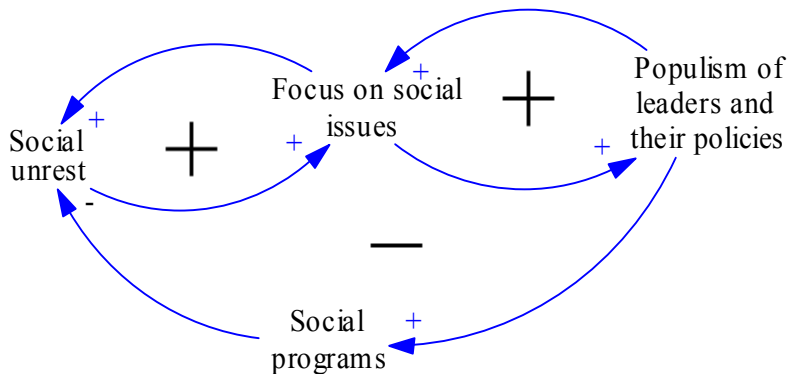 Focus on social
issues
Populism of
leaders and
their policies
Social
unrest
Social
programs
+
+
+
+
+
+
+
-
—